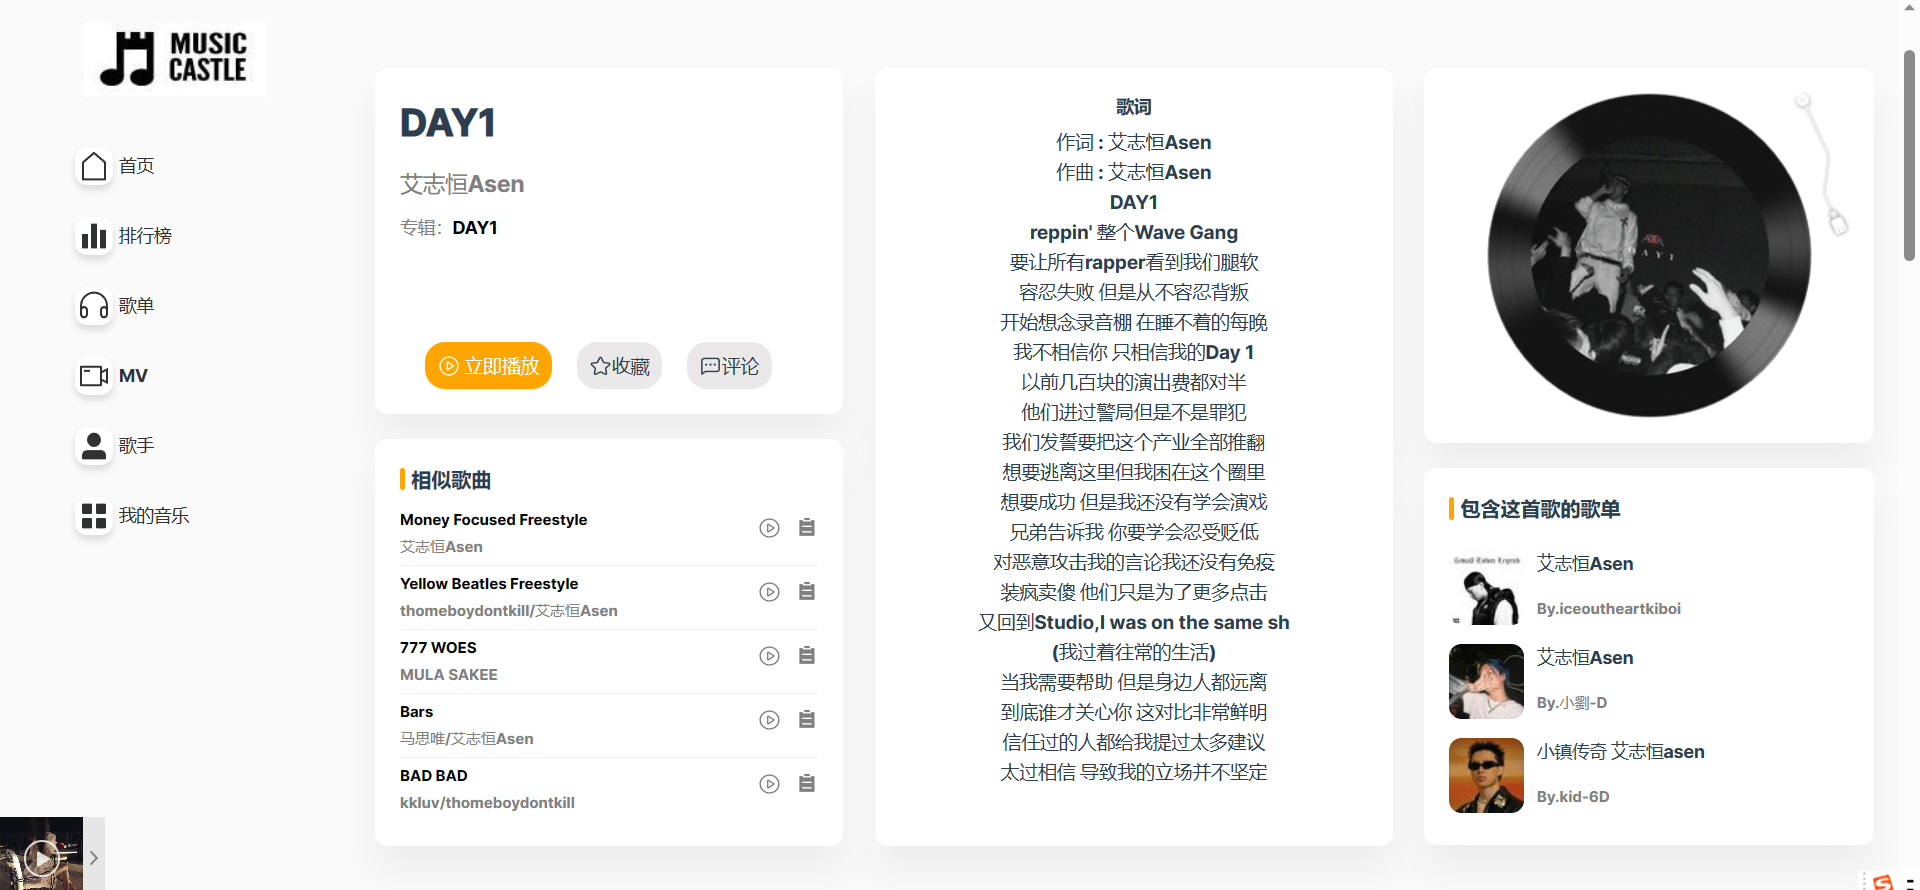 MUSIC
CASTLE
首页
排行榜
歌单
MV
歌手
我的音乐
DAY1
艾志恒Asen
专辑：DAY1
立即播放
收藏
评论
相似歌曲
Money Focused Freestyle
艾志恒Asen
Yellow Beatles Freestyle
thomeboydontkill/艾志恒Asen
777 WOES
MULA SAKEE
Bars
马思唯/艾志恒Asen
BAD BAD
kkluv/thomeboydontkill
歌词
作词 : 艾志恒Asen
作曲 : 艾志恒Asen
DAY1
reppin' 整个Wave Gang
要让所有rapper看到我们腿软
容忍失败 但是从不容忍背叛
开始想念录音棚 在睡不着的每晚
我不相信你 只相信我的Day 1
以前几百块的演出费都对半
他们进过警局但是不是罪犯
我们发誓要把这个产业全部推翻
想要逃离这里但我困在这个圈里
想要成功 但是我还没有学会演戏
兄弟告诉我 你要学会忍受贬低
对恶意攻击我的言论我还没有免疫
装疯卖傻 他们只是为了更多点击
又回到Studio,I was on the same sh
(我过着往常的生活)
当我需要帮助 但是身边人都远离
到底谁才关心你 这对比非常鲜明
信任过的人都给我提过太多建议
太过相信 导致我的立场并不坚定
DAY1
包含这首歌的歌单
艾志恒Asen
By.iceoutheartkiboi
艾志恒Asen
By.小劉-D
小镇传奇 艾志恒asen
By.kid-6D